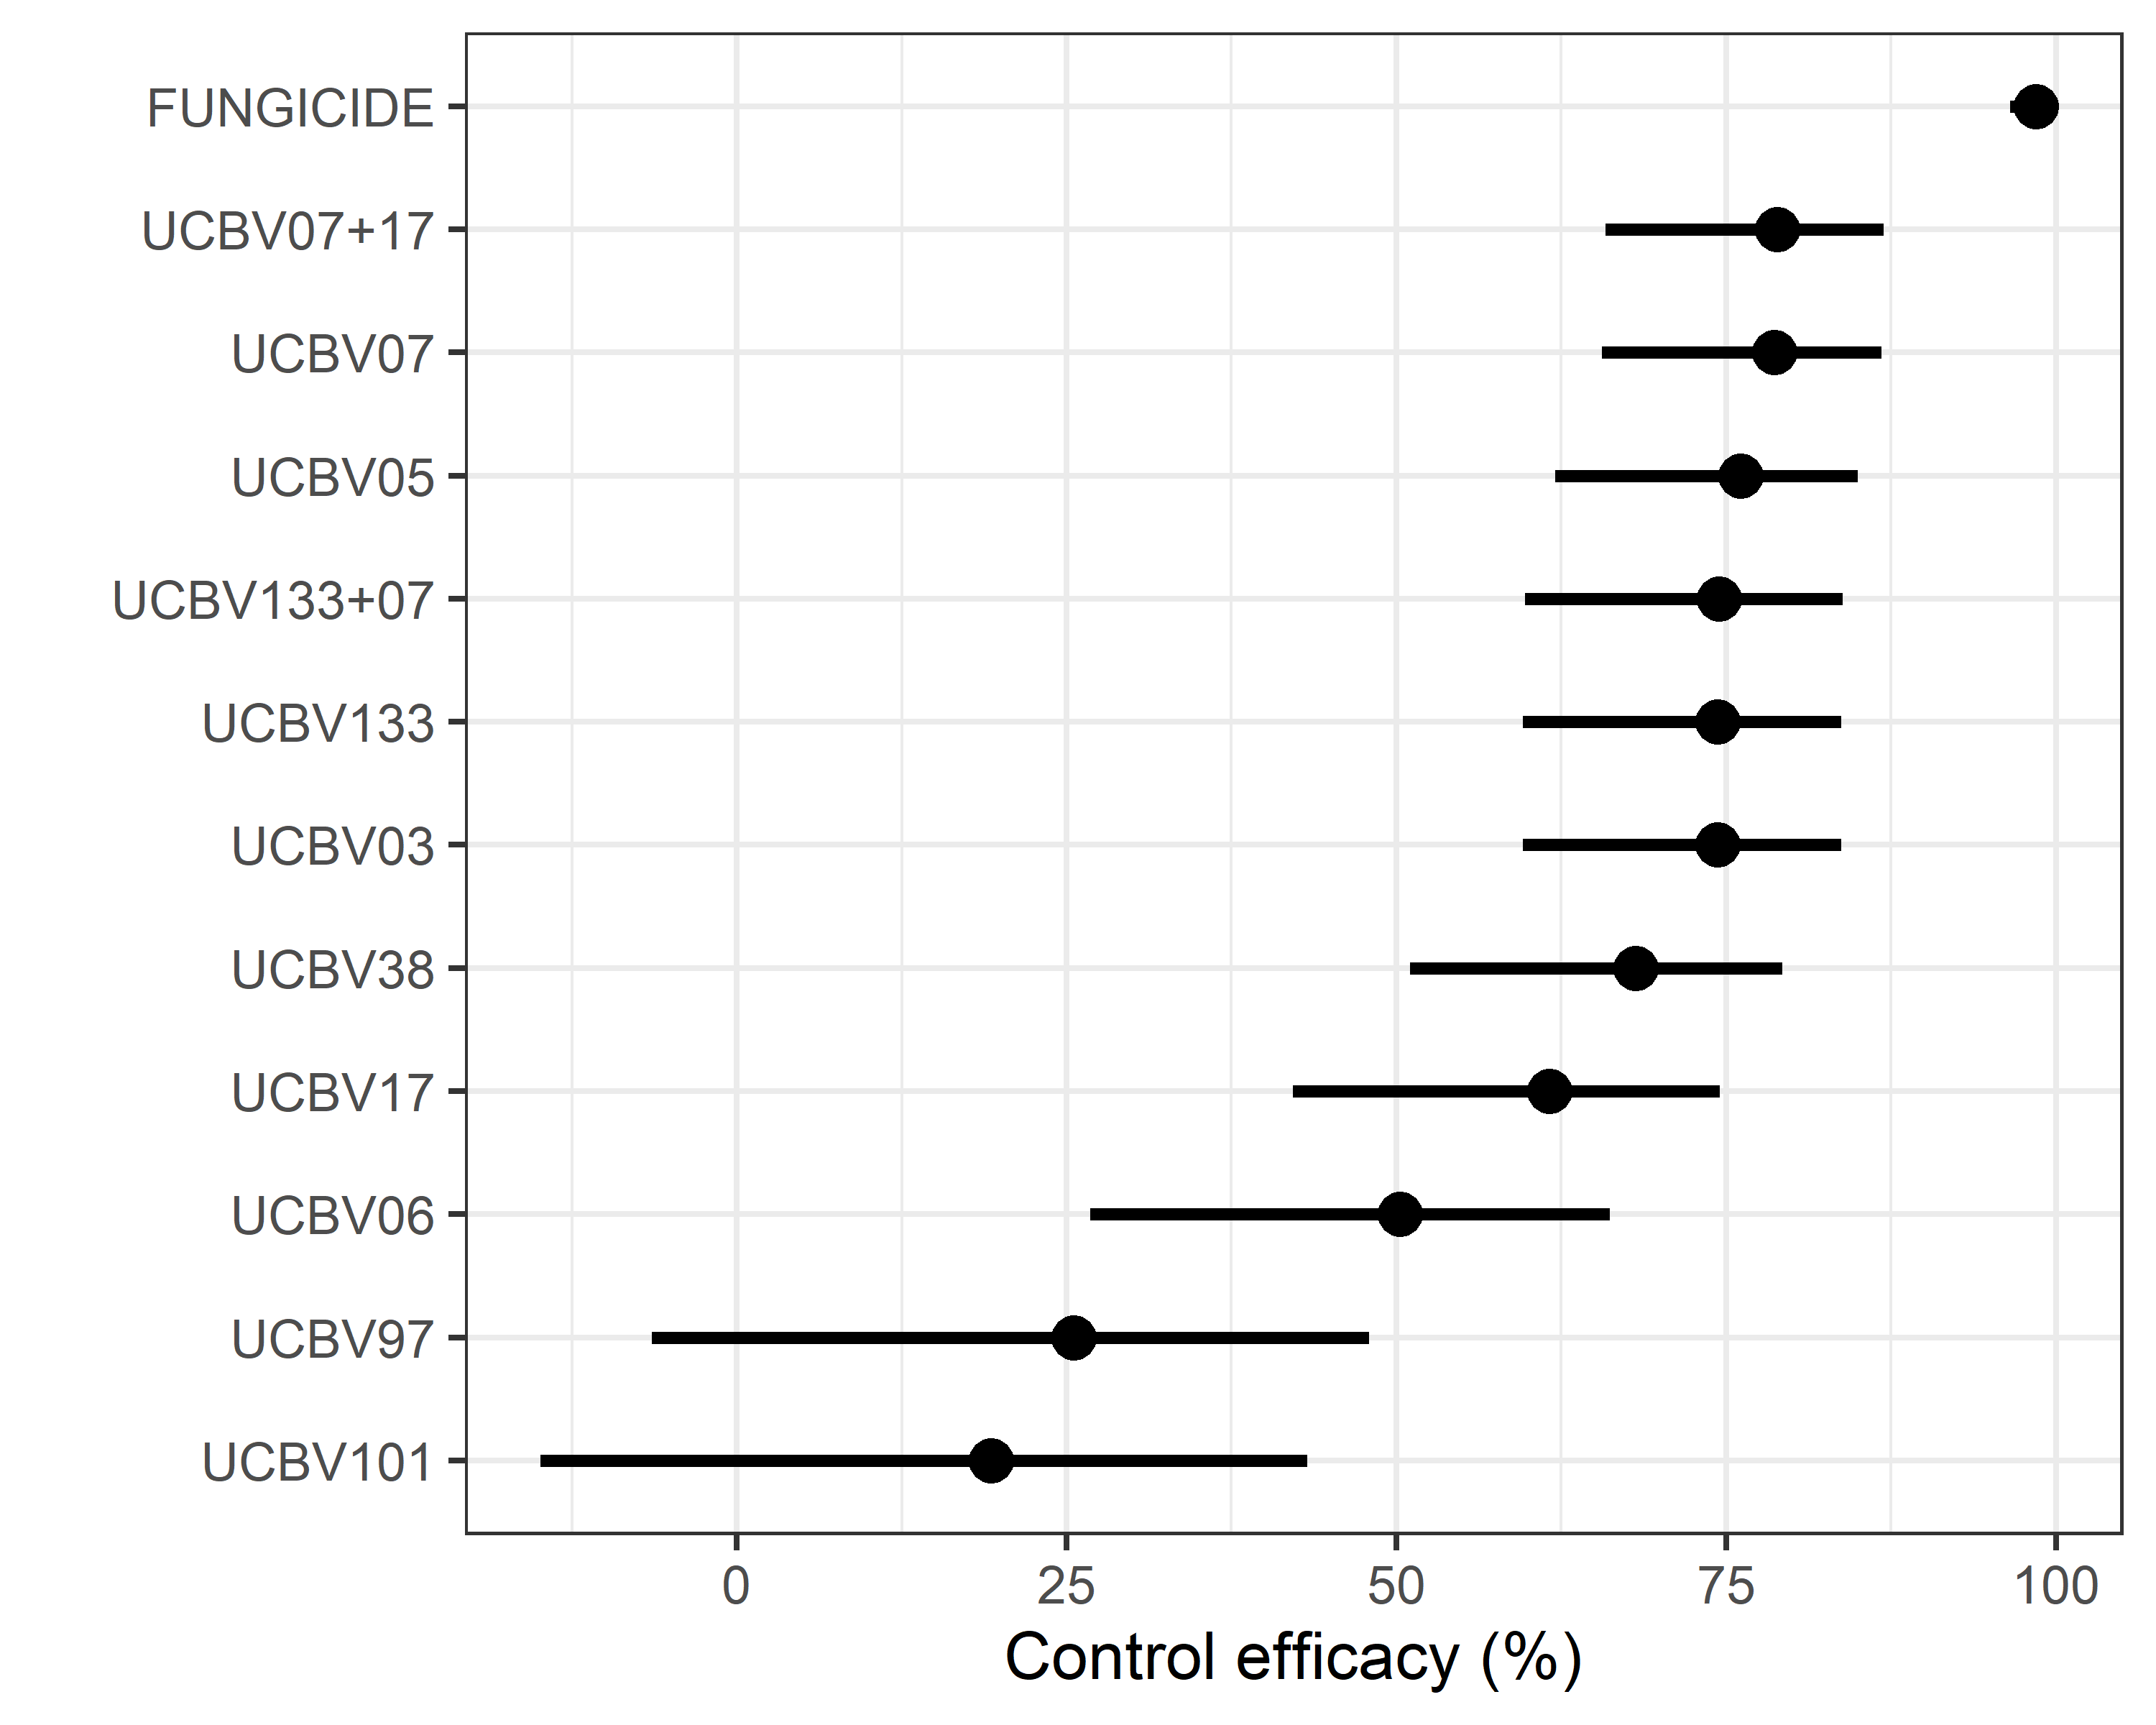 FUNGICIDE
UCBV07+17
UCBV07
UCBV05
UCBV133+07
UCBV133
UCBV03
UCBV38
UCBV17
UCBV06
UCBV97
UCBV101
0 25 50 75 100
Control efficacy (%)